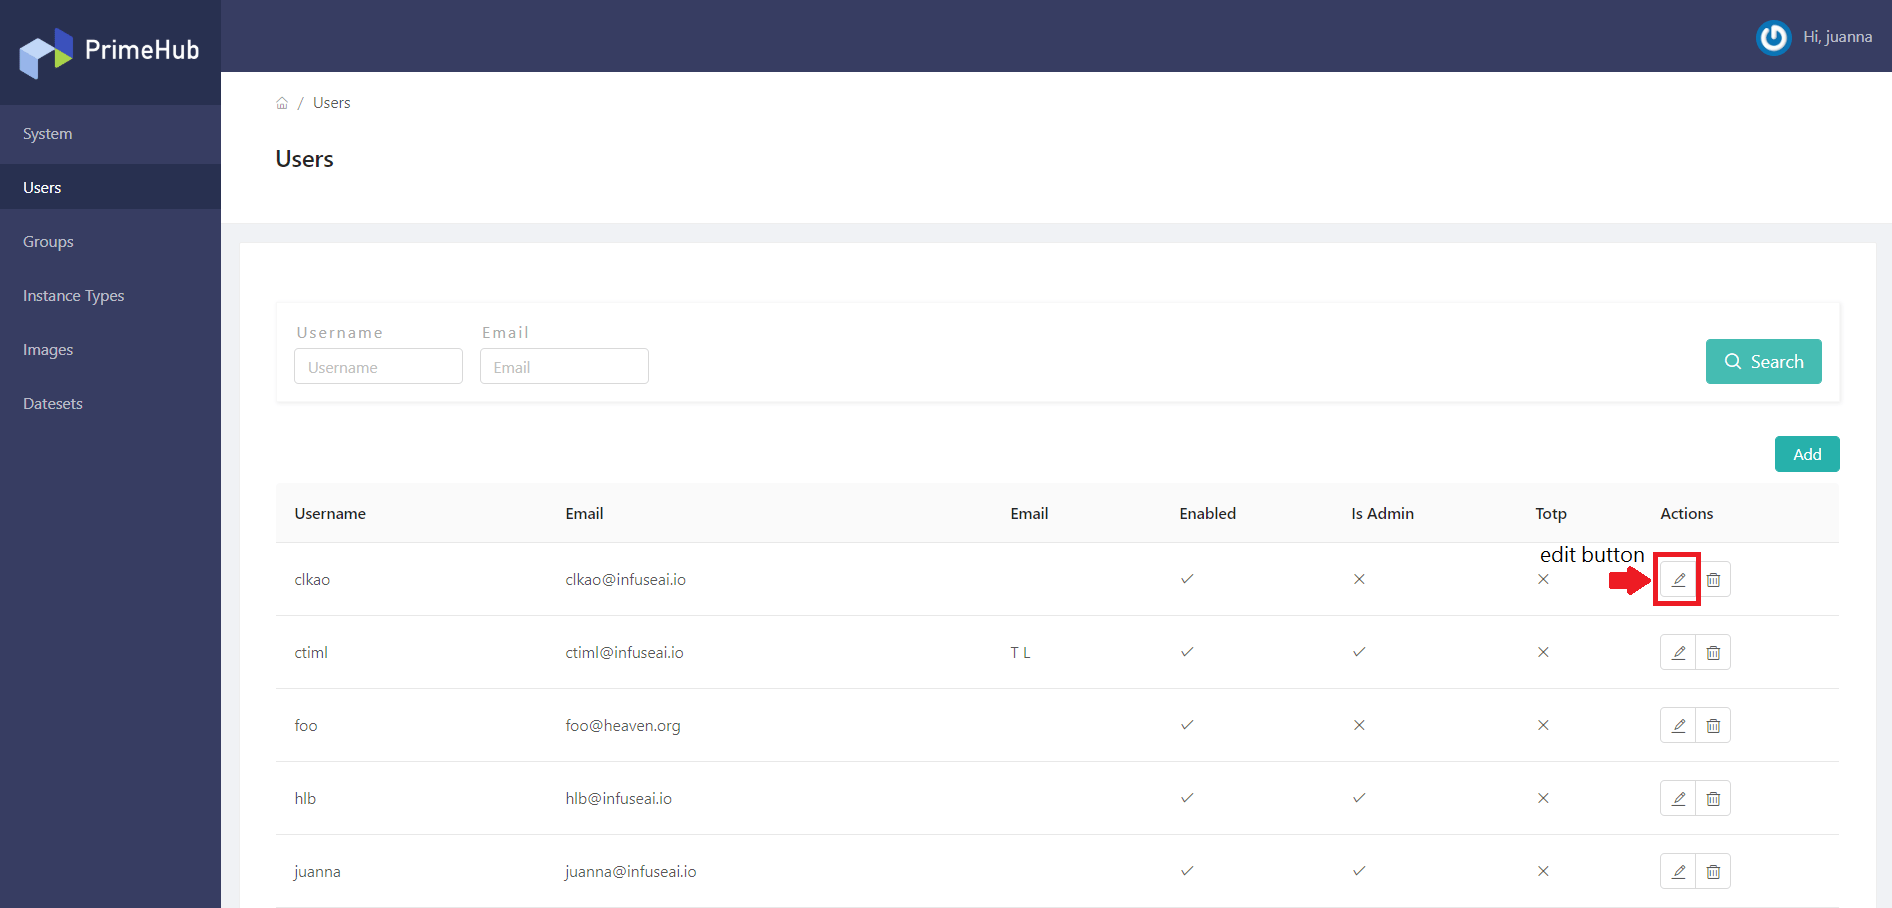 PrimeHub
Hi, juanna
System
Users
Groups
Instance Types
Images
Datesets
/ Users
Users
Username Email
Username Email
Search
Add
Username Email Email Enabled Is Admin Totp Actions
edit button
clkao clkao@infuseai.io
ctiml ctiml@infuseai.io T L
foo foo@heaven.org
hlb hlb@infuseai.io
juanna juanna@infuseai.io